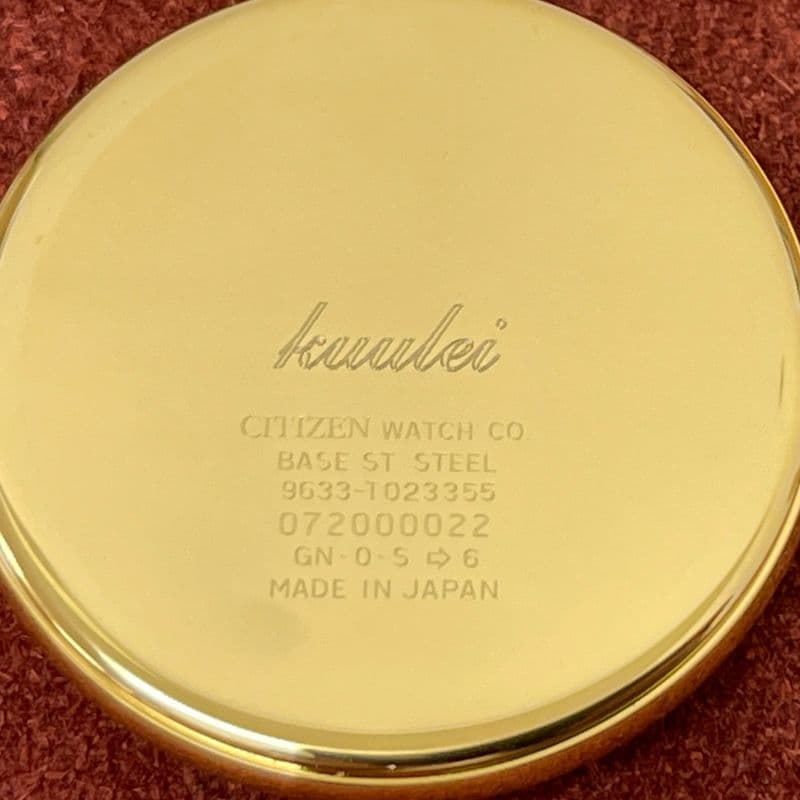 kuulei
CITIZEN WATCH CO
BASE ST STEEL
9633-T023355
072000022
GN-0-S ⇨ 6
MADE IN JAPAN